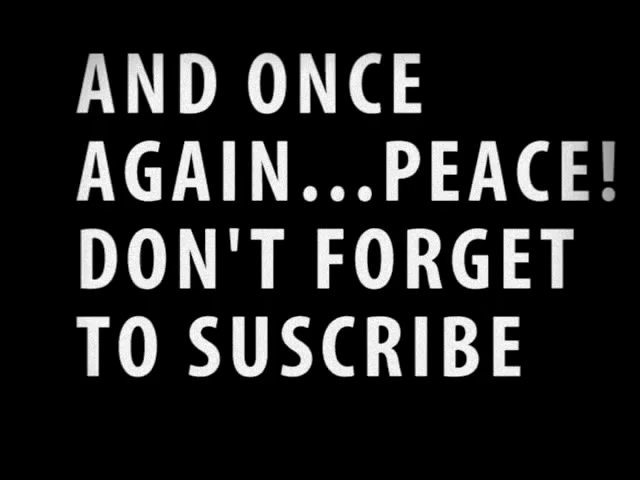 AND ONCE
AGAIN...PEACE!
DON'T FORGET
TO SUSCRIBE